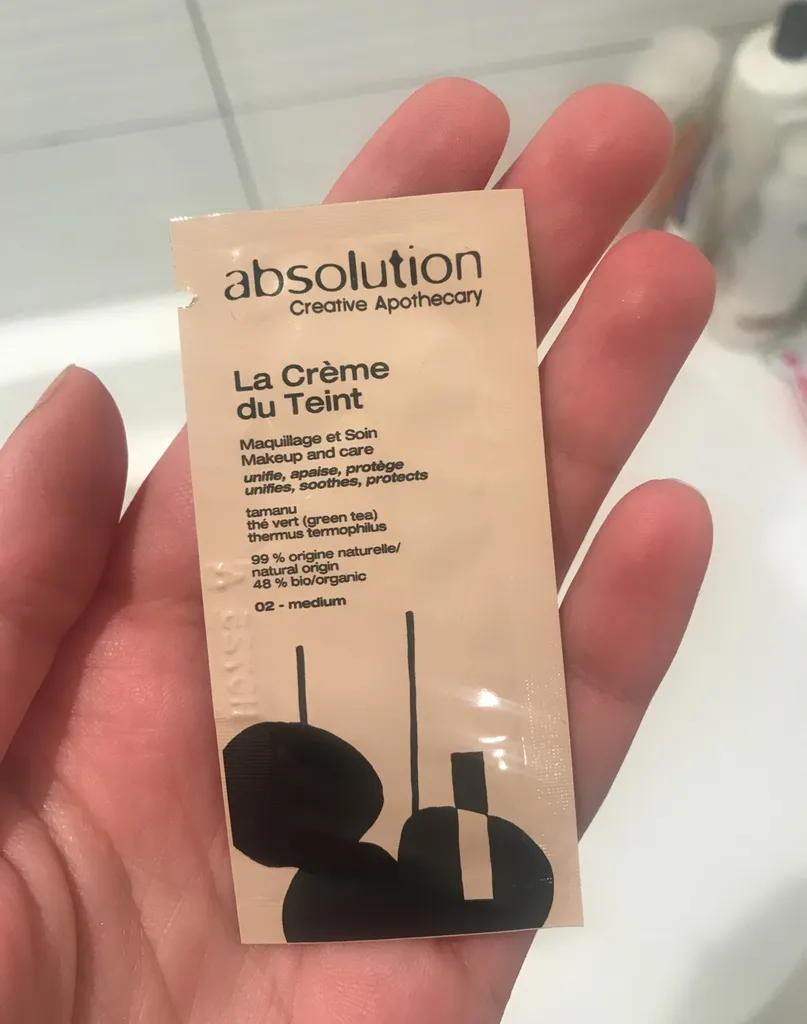 absolution
Creative Apothecary
La Crème
du Teint
Maquillage et Soin
Makeup and care
unifie, apaise, protège
unifies, soothes, protects
tamanu
thé vert (green tea)
thermus termophilus
99 % origine naturelle/
natural origin
48 % bio/organic
02 - medium